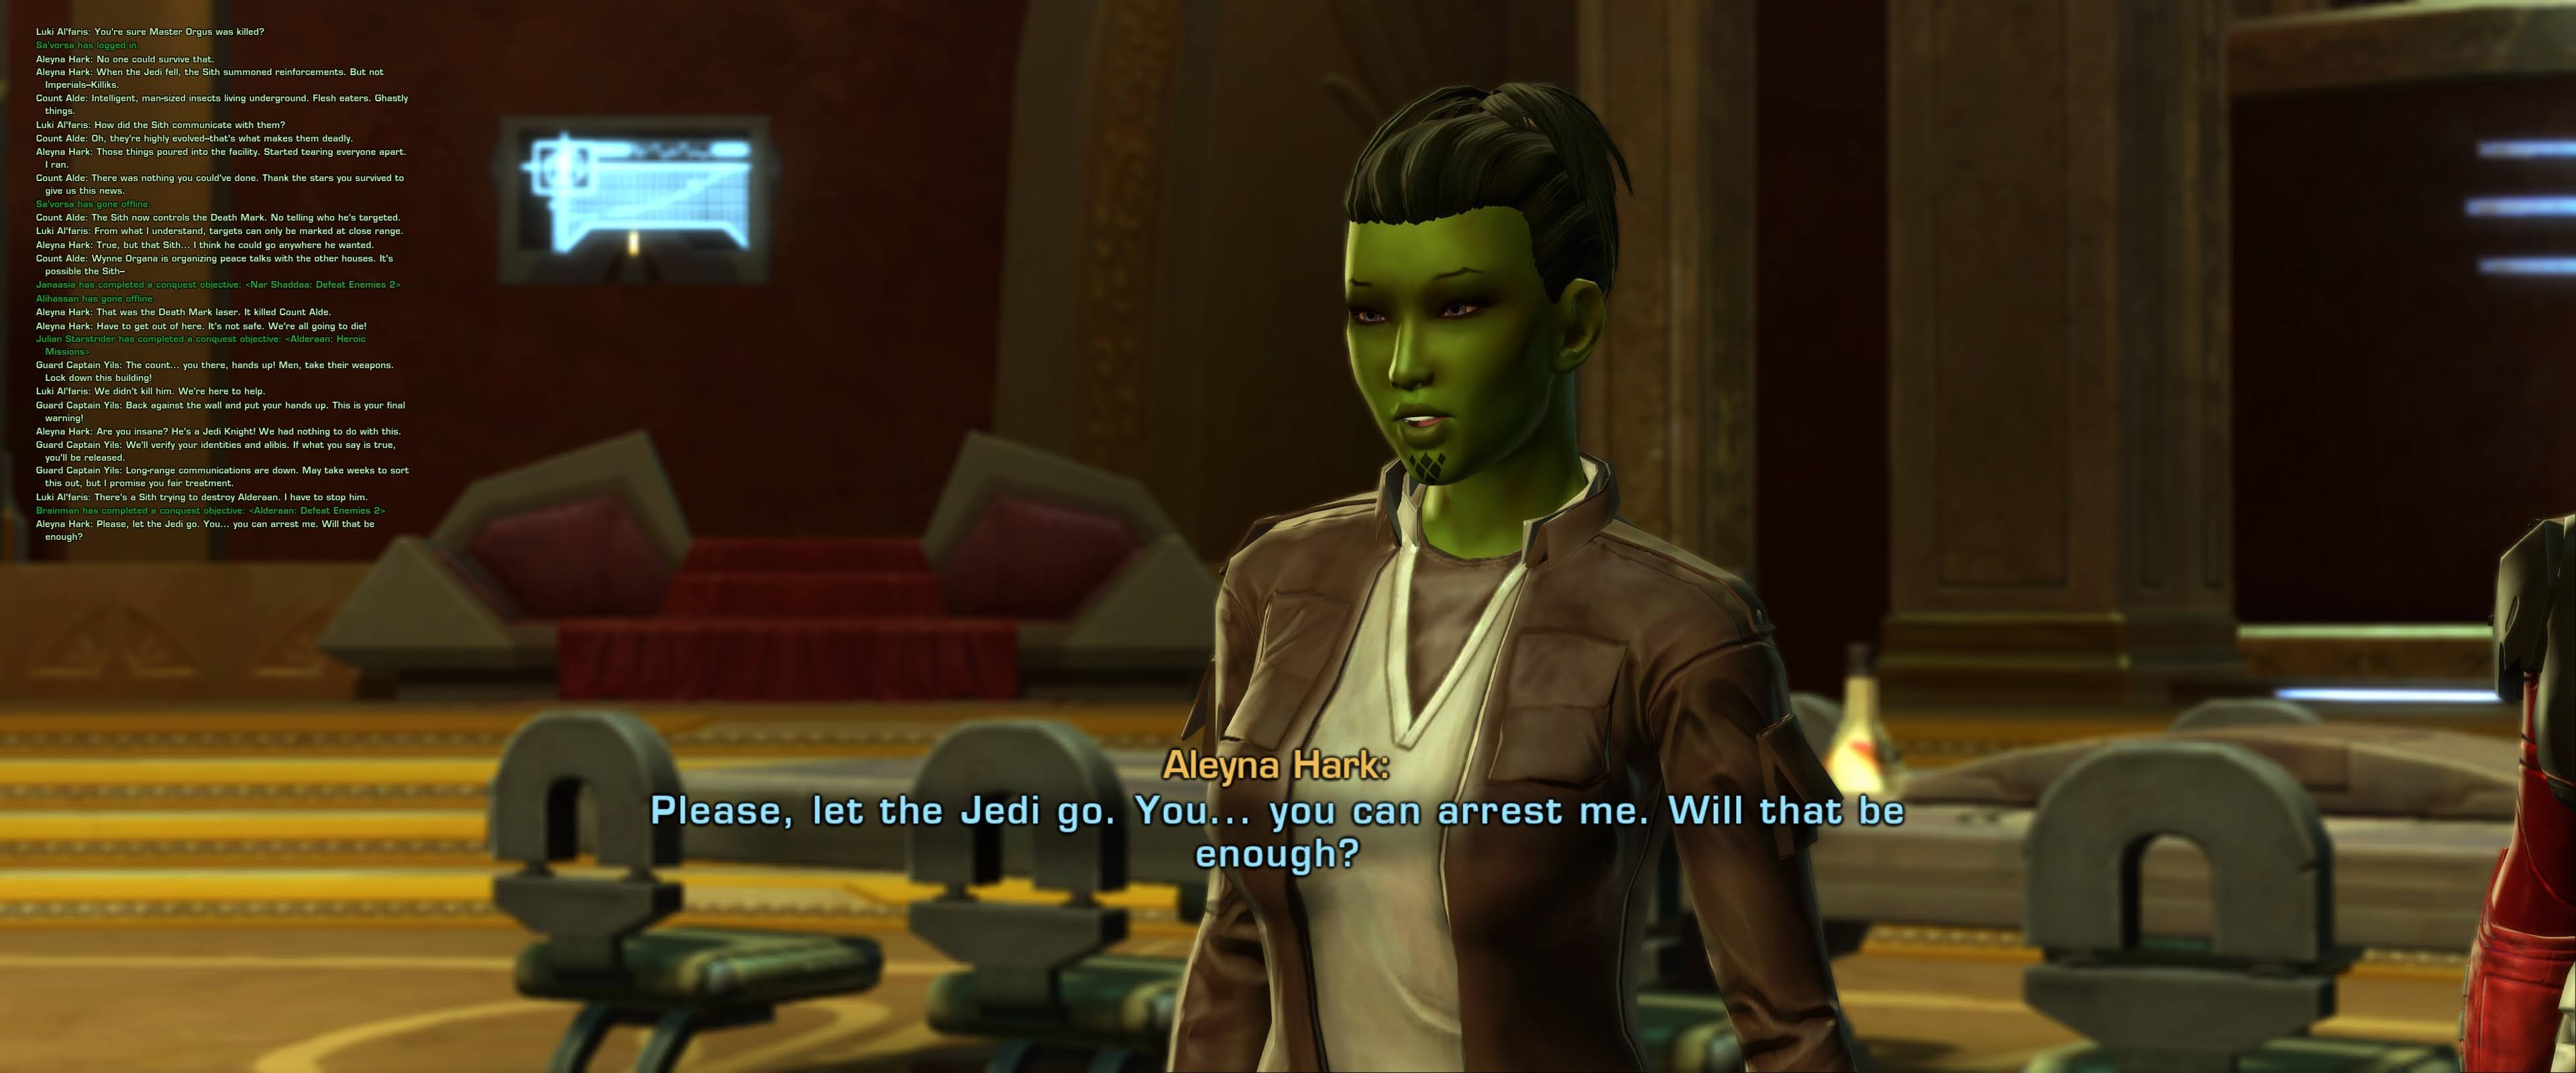 Luki Al'faris: You're sure Master Orgus was killed?
Sa'vorsa has logged in.
Aleyna Hark: No one could survive that.
Aleyna Hark: When the Jedi fell, the Sith summoned reinforcements. But not
Imperials–Killiks.
Count Alde: Intelligent, man-sized insects living underground. Flesh eaters. Ghastly
things.
Luki Al'faris: How did the Sith communicate with them?
Count Alde: Oh, they're highly evolved–that's what makes them deadly.
Aleyna Hark: Those things poured into the facility. Started tearing everyone apart.
I ran.
Count Alde: There was nothing you could've done. Thank the stars you survived to
give us this news.
Sa'vorsa has gone offline.
Count Alde: The Sith now controls the Death Mark. No telling who he's targeted.
Luki Al'faris: From what I understand, targets can only be marked at close range.
Aleyna Hark: True, but that Sith... I think he could go anywhere he wanted.
Count Alde: Wynne Organa is organizing peace talks with the other houses. It's
possible the Sith–
Janaasia has completed a conquest objective: <Nar Shaddaa: Defeat Enemies 2>
Alihassan has gone offline.
Aleyna Hark: That was the Death Mark laser. It killed Count Alde.
Aleyna Hark: Have to get out of here. It's not safe. We're all going to die!
Julian Starstrider has completed a conquest objective: <Alderaan: Heroic
Missions>
Guard Captain Yils: The count... you there, hands up! Men, take their weapons.
Lock down this building!
Luki Al'faris: We didn't kill him. We're here to help.
Guard Captain Yils: Back against the wall and put your hands up. This is your final
warning!
Aleyna Hark: Are you insane? He's a Jedi Knight! We had nothing to do with this.
Guard Captain Yils: We'll verify your identities and alibis. If what you say is true,
you'll be released.
Guard Captain Yils: Long-range communications are down. May take weeks to sort
this out, but I promise you fair treatment.
Luki Al'faris: There's a Sith trying to destroy Alderaan. I have to stop him.
Brainman has completed a conquest objective: <Alderaan: Defeat Enemies 2>
Aleyna Hark: Please, let the Jedi go. You... you can arrest me. Will that be
enough?
Aleyna Hark:
Please, let the Jedi go. You... you can arrest me. Will that be
enough?